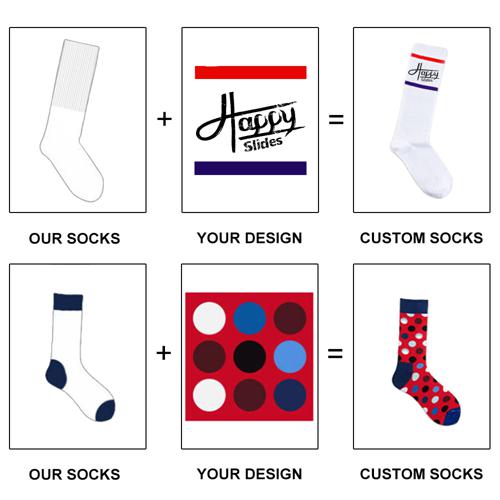 +
Happy
Slides
=
Happy
Slides
OUR SOCKS
YOUR DESIGN
CUSTOM SOCKS
+
=
OUR SOCKS
YOUR DESIGN
CUSTOM SOCKS